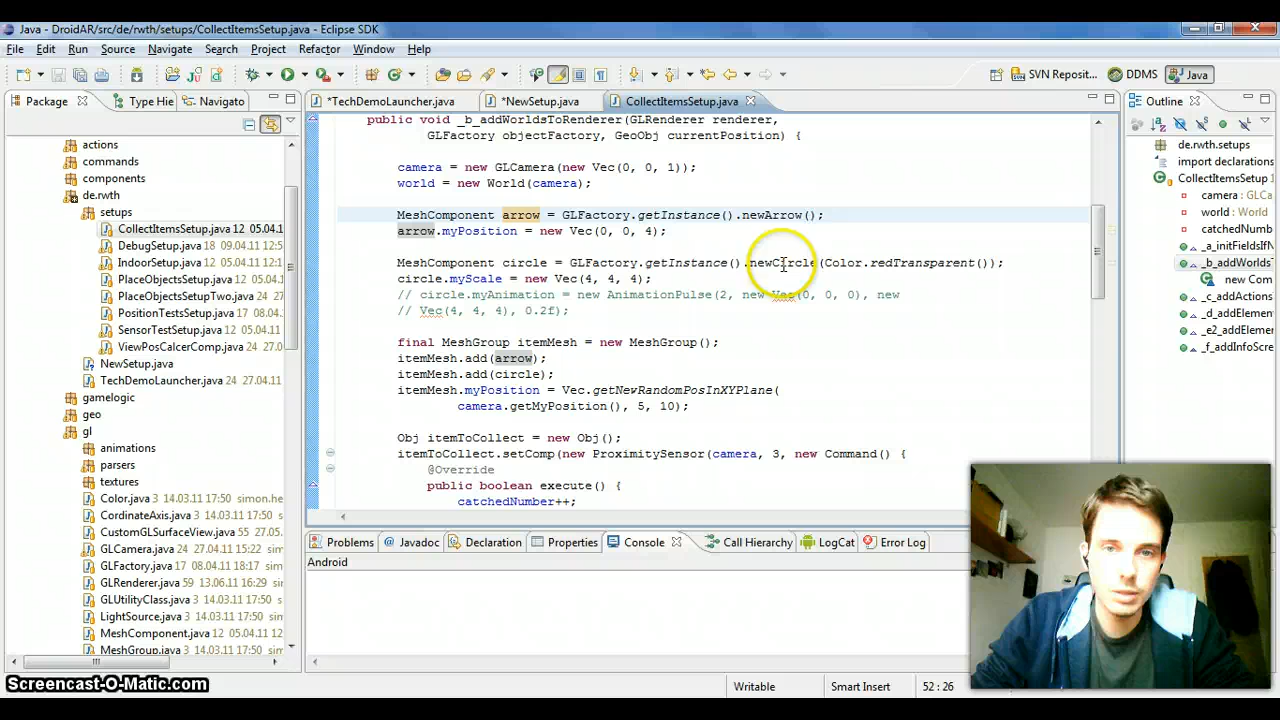 Java - DroidAR/src/de/rwth/setups/CollectItemsSetup.java - Eclipse SDK
File Edit Run Source Navigate Search Project Refactor Window Help
SVN Reposit... DDMS Java
Package Type Hie Navigator
*TechDemoLauncher.java *NewSetup.java CollectItemsSetup.java
Outline
actions
commands
components
de.rwth
setups
CollectItemsSetup.java 12 05.04.1
DebugSetup.java 18 09.04.11 12:5
IndoorSetup.java 12 05.04.11 12:3
PlaceObjectsSetup.java 12 05.04.1
PlaceObjectsSetupTwo.java 12 05.
PositionTestsSetup.java 12 05.04.1
SensorTestSetup.java 12 05.04.11
ViewPosCalcerComp.java 24 27.04
NewSetup.java
TechDemoLauncher.java 24 27.04.11
gamelogic
geo
gl
animations
parsers
textures
Color.java 3 14.03.11 17:50 simon.he
CordinateAxis.java 3 14.03.11 17:50
CustomGLSurfaceView.java 55 27.05.
GLCamera.java 24 27.04.11 15:22 sim
GLFactory.java 17 08.04.11 18:17 sim
GLRenderer.java 59 13.06.11 16:29 sim
GLUtilityClass.java 3 14.03.11 17:50
LightSource.java 3 14.03.11 17:50 sim
MeshComponent.java 12 05.04.11 12
MeshGroup.java 3 14.03.11 17:50 sim
public void _b_addWorldsToRenderer(GLRenderer renderer,
GLFactory objectFactory, GeoObj currentPosition) {
camera = new GLCamera(new Vec(0, 0, 1));
world = new World(camera);
MeshComponent arrow = GLFactory.getInstance().newArrow();
arrow.myPosition = new Vec(0, 0, 4);
MeshComponent circle = GLFactory.getInstance().newCircle(Color.redTransparent());
circle.myScale = new Vec(4, 4, 4);
// circle.myAnimation = new AnimationPulse(2, new Vec(0, 0, 0), new
// Vec(4, 4, 4), 0.2f);
final MeshGroup itemMesh = new MeshGroup();
itemMesh.add(arrow);
itemMesh.add(circle);
itemMesh.myPosition = Vec.getNewRandomPosInXYPlane(
camera.getMyPosition(), 5, 10);
Obj itemToCollect = new Obj();
itemToCollect.setComp(new ProximitySensor(camera, 3, new Command() {
@Override
public boolean execute() {
catchedNumber++;
de.rwth.setups
import declarations
CollectItemsSetup
camera : GLCa
world : World
catchedNumb
_a_initFieldsIfN
_b_addWorlds
new Com
_c_addActions
_d_addElemen
_e2_addElemer
_f_addInfoScre
Problems Javadoc Declaration Properties Console Call Hierarchy LogCat Error Log
Android
Writable Smart Insert 52 : 26
Screencast-O-Matic.com